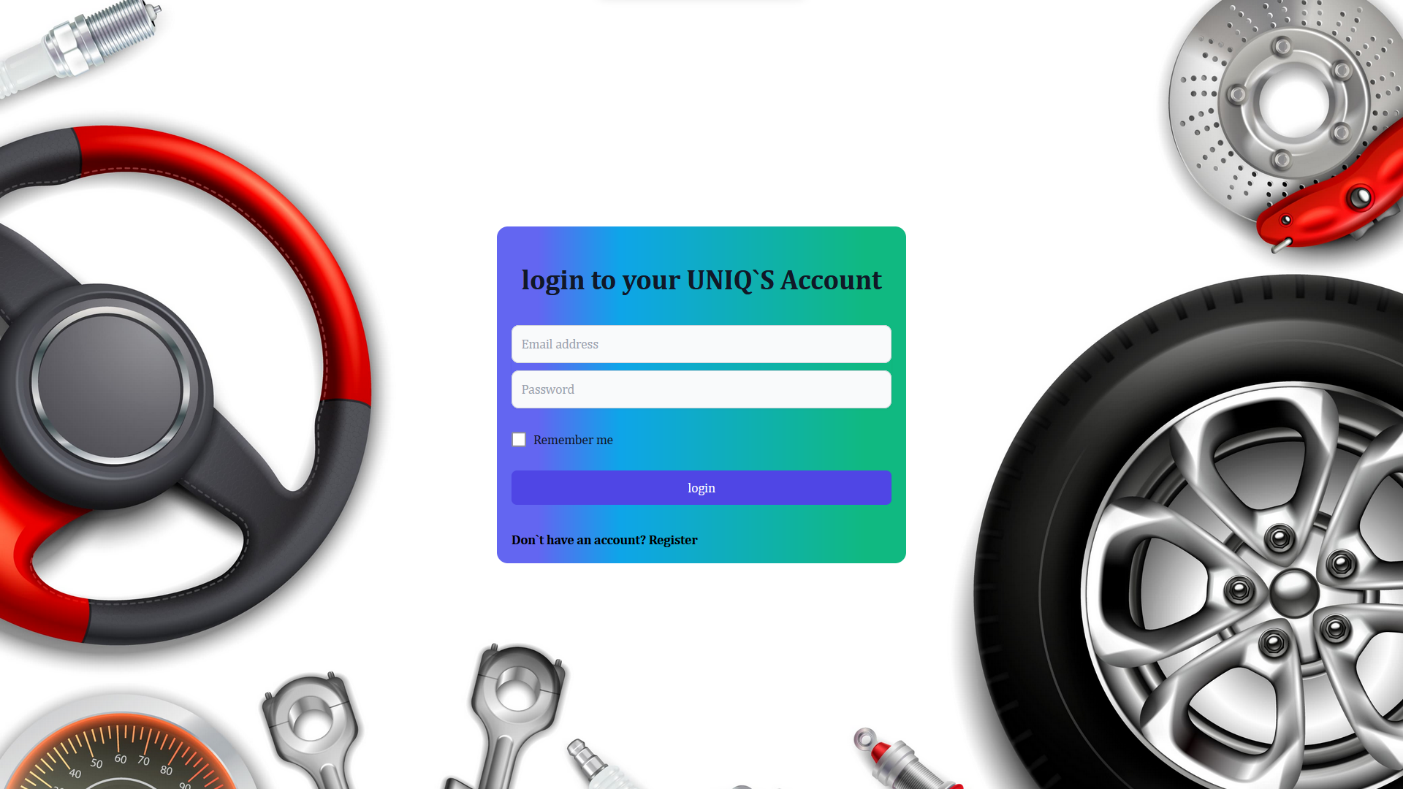 login to your UNIQ`S Account
Email address
Password
Remember me
login
Don`t have an account? Register
40 50 60 70 80 90